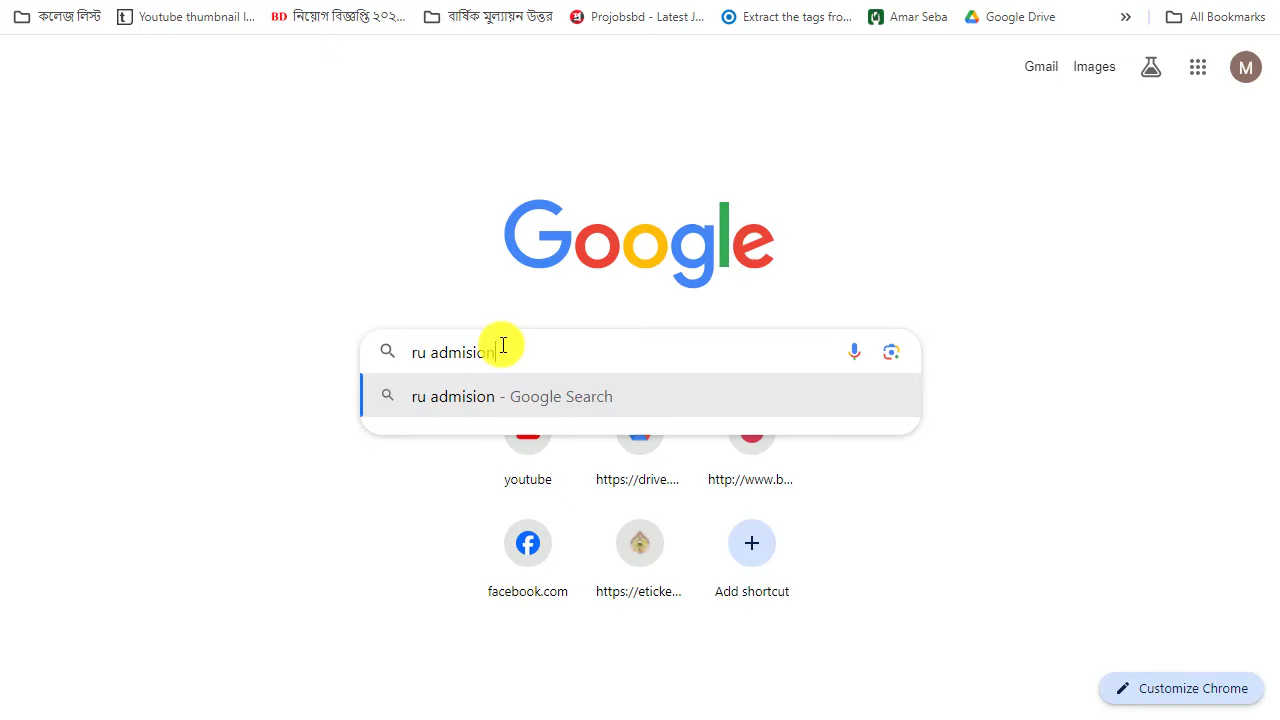 কলেজ লিস্ট
Youtube thumbnail l...
BD নিয়োগ বিজ্ঞপ্তি ২০২...
বার্ষিক মুল্যায়ন উত্তর
Prejobsbd - Latest J...
Extract the tags fro...
Amar Seba
Google Drive
All Bookmarks
Gmail
Images
M
Google
ru admision
ru admision - Google Search
youtube
https://drive....
http://www.b...
facebook.com
https://eticke...
Add shortcut
Customize Chrome